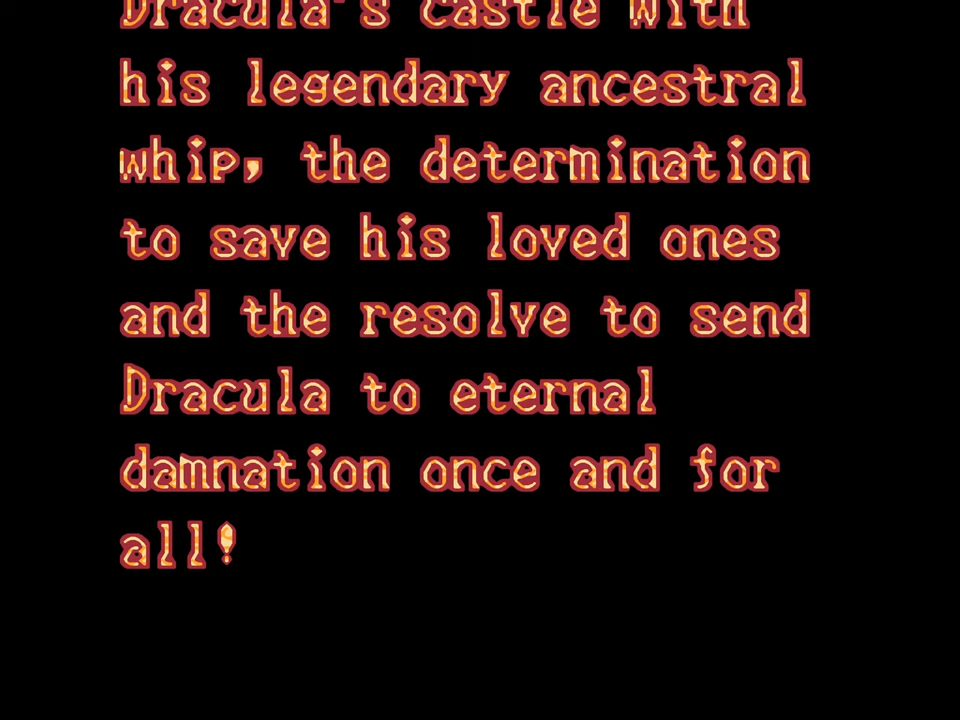 Dracula's castle with
his legendary ancestral
whip, the determination
to save his loved ones
and the resolve to send
Dracula to eternal
damnation once and for
all!